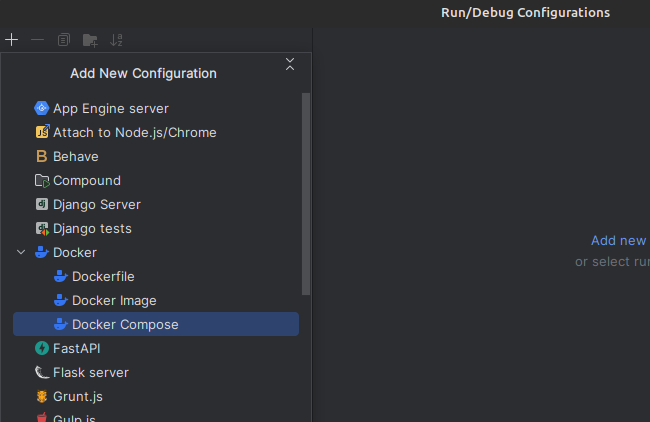 Run/Debug Configurations
Add New Configuration
App Engine server
Attach to Node.js/Chrome
Behave
Compound
Django Server
Django tests
Docker
Dockerfile
Docker Image
Docker Compose
FastAPI
Flask server
Grunt.js
Gulp.js
Add new
or select run